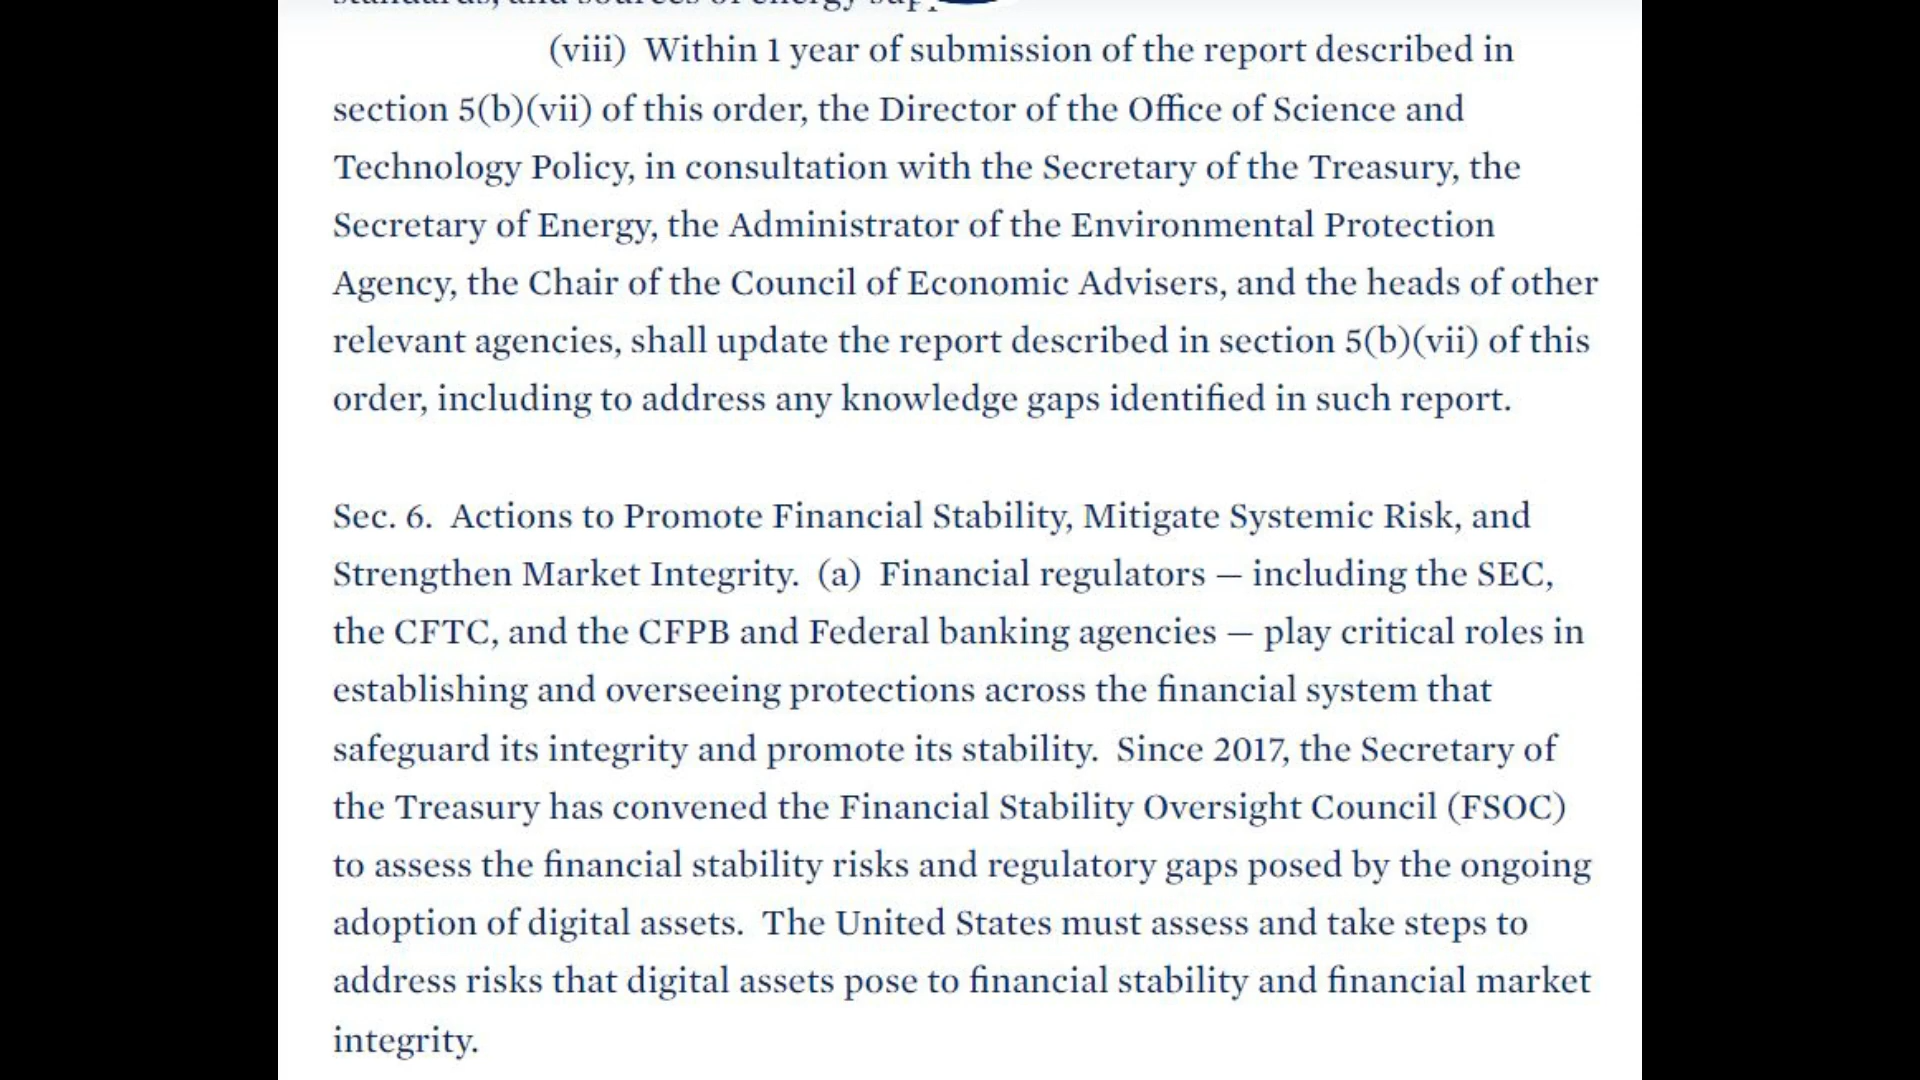 standards, and sources of energy
(viii)  Within 1 year of submission of the report described in
section 5(b)(vii) of this order, the Director of the Office of Science and
Technology Policy, in consultation with the Secretary of the Treasury, the
Secretary of Energy, the Administrator of the Environmental Protection
Agency, the Chair of the Council of Economic Advisers, and the heads of other
relevant agencies, shall update the report described in section 5(b)(vii) of this
order, including to address any knowledge gaps identified in such report.
Sec. 6.  Actions to Promote Financial Stability, Mitigate Systemic Risk, and
Strengthen Market Integrity.  (a)  Financial regulators — including the SEC,
the CFTC, and the CFPB and Federal banking agencies — play critical roles in
establishing and overseeing protections across the financial system that
safeguard its integrity and promote its stability.  Since 2017, the Secretary of
the Treasury has convened the Financial Stability Oversight Council (FSOC)
to assess the financial stability risks and regulatory gaps posed by the ongoing
adoption of digital assets.  The United States must assess and take steps to
address risks that digital assets pose to financial stability and financial market
integrity.